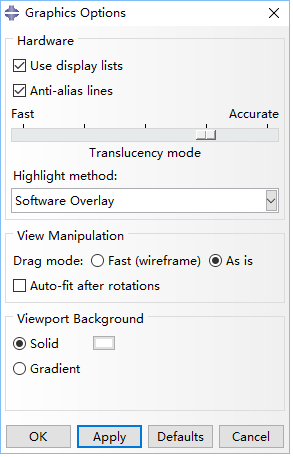 Graphics Options
Hardware
Use display lists
Anti-alias lines
Fast Accurate
Translucency mode
Highlight method:
Software Overlay
View Manipulation
Drag mode: Fast (wireframe) As is
Auto-fit after rotations
Viewport Background
Solid
Gradient
OK Apply Defaults Cancel